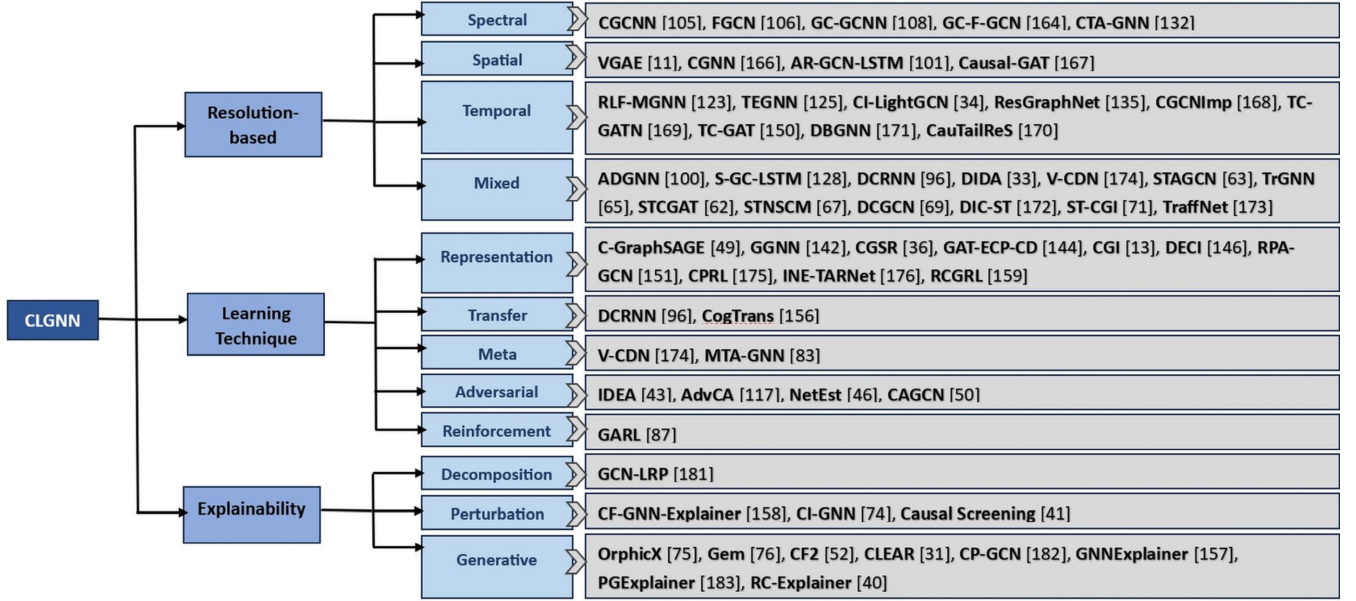 CLGNN
Resolution-
based
Spectral
CGCNN [105], FGCN [106], GC-GCNN [108], GC-F-GCN [164], CTA-GNN [132]
Spatial
VGAE [11], CGNN [166], AR-GCN-LSTM [101], Causal-GAT [167]
Temporal
RLF-MGNN [123], TEGNN [125], CI-LightGCN [34], ResGraphNet [135], CGCNImp [168], TC-
GATN [169], TC-GAT [150], DBGNN [171], CauTailReS [170]
Mixed
ADGNN [100], S-GC-LSTM [128], DCRNN [96], DIDA [33], V-CDN [174], STAGCN [63], TrGNN
[65], STCGAT [62], STNSCM [67], DCGCN [69], DIC-ST [172], ST-CGI [71], TraffNet [173]
Learning
Technique
Representation
C-GraphSAGE [49], GGNN [142], CGSR [36], GAT-ECP-CD [144], CGI [13], DECI [146], RPA-
GCN [151], CPRL [175], INE-TARNet [176], RCGRL [159]
Transfer
DCRNN [96], CogTrans [156]
Meta
V-CDN [174], MTA-GNN [83]
Adversarial
IDEA [43], AdvCA [117], NetEst [46], CAGCN [50]
Reinforcement
GARL [87]
Explainability
Decomposition
GCN-LRP [181]
Perturbation
CF-GNN-Explainer [158], CI-GNN [74], Causal Screening [41]
Generative
OrphicX [75], Gem [76], CF2 [52], CLEAR [31], CP-GCN [182], GNNExplainer [157],
PGExplainer [183], RC-Explainer [40]